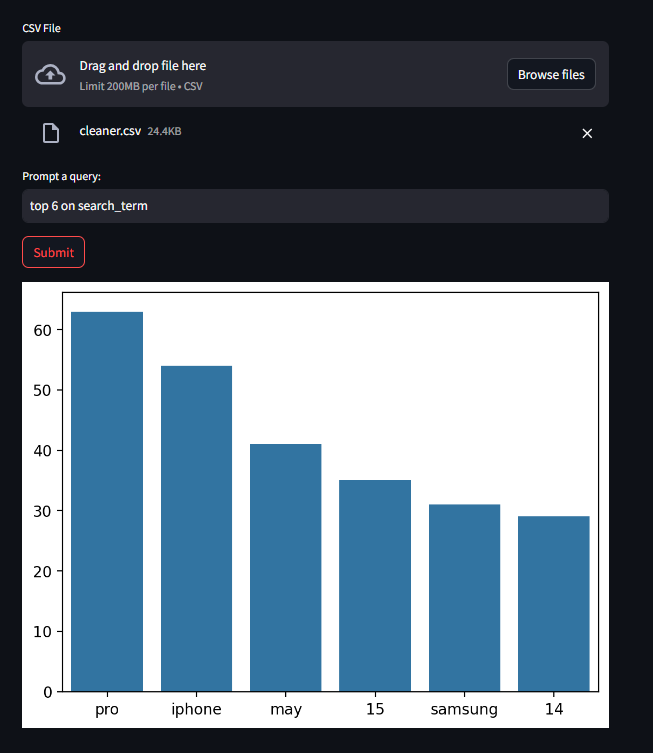 CSV File
Drag and drop file here
Limit 200MB per file • CSV
Browse files
cleaner.csv 24.4KB
Prompt a query:
top 6 on search_term
Submit
60
50
40
30
20
10
0
pro iphone may 15 samsung 14